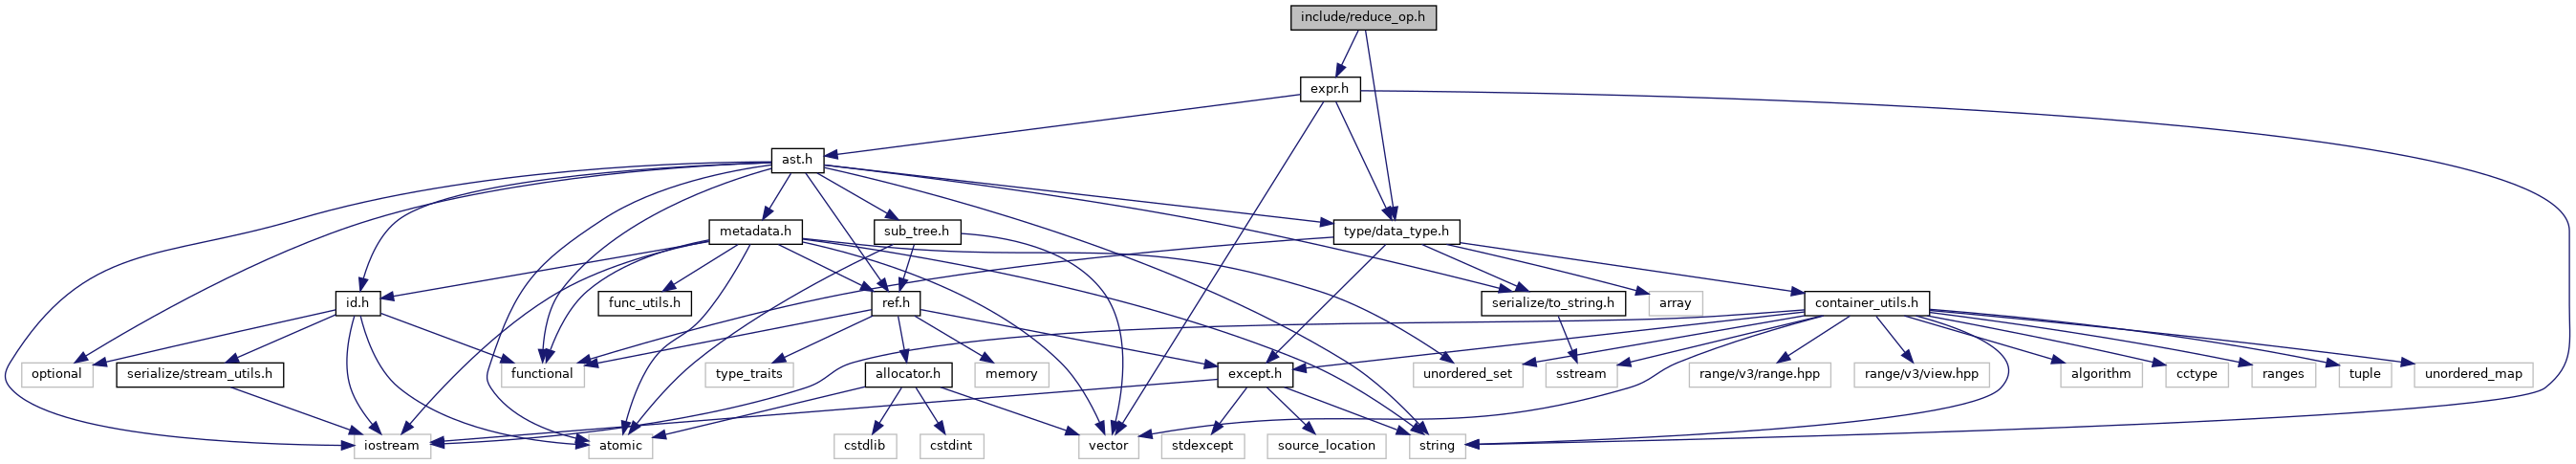 include/reduce_op.h
expr.h
ast.h
metadata.h
sub_tree.h
type/data_type.h
id.h
func_utils.h
ref.h
serialize/to_string.h
array
container_utils.h
optional
serialize/stream_utils.h
functional
type_traits
allocator.h
memory
except.h
unordered_set
sstream
range/v3/range.hpp
range/v3/view.hpp
algorithm
cctype
ranges
tuple
unordered_map
iostream
atomic
cstdlib
cstdint
vector
stdexcept
source_location
string